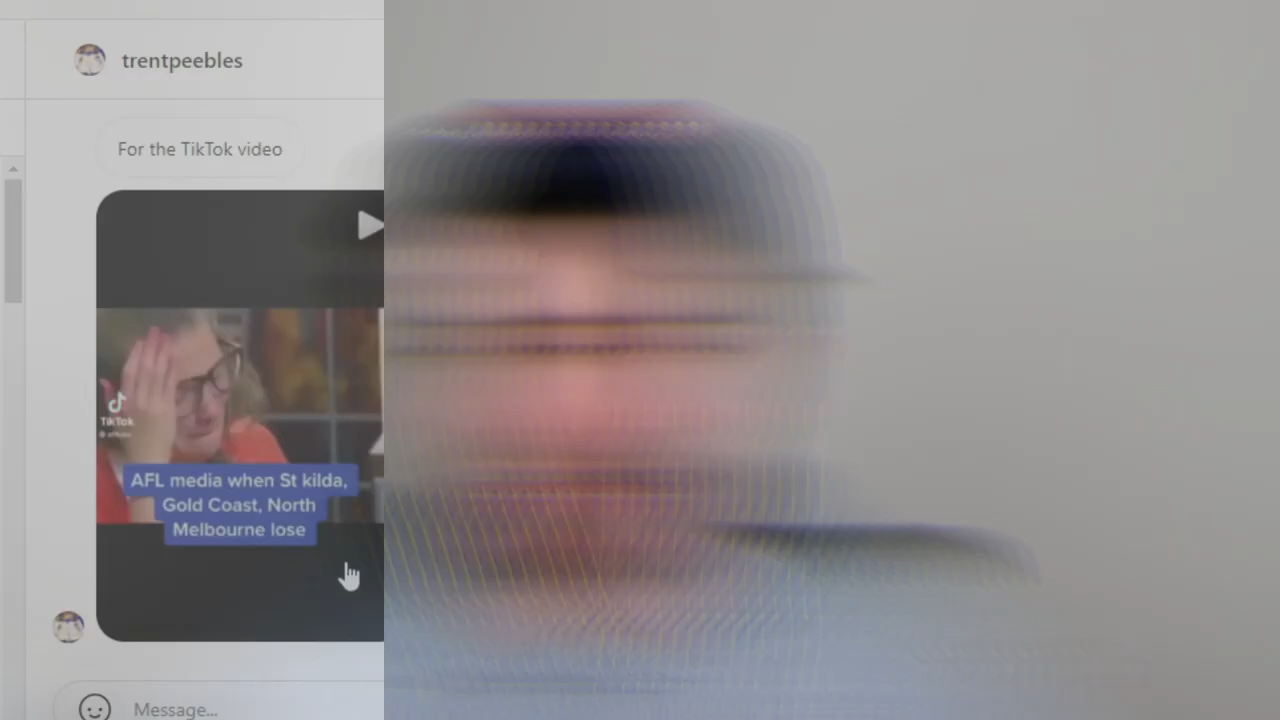 trentpeebles
For the TikTok video
TikTok
AFL media when St kilda,
Gold Coast, North
Melbourne lose
Message...